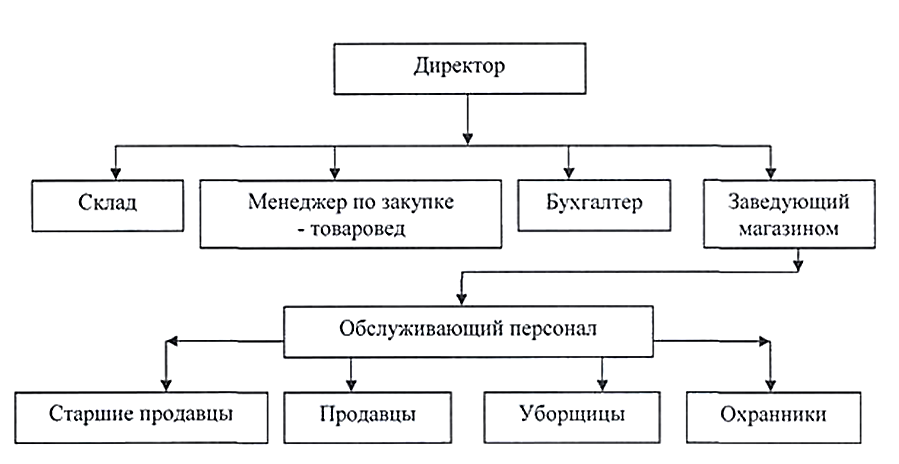 Директор
Склад
Менеджер по закупке
- товаровед
Бухгалтер
Заведующий
магазином
Обслуживающий персонал
Старшие продавцы
Продавцы
Уборщицы
Охранники